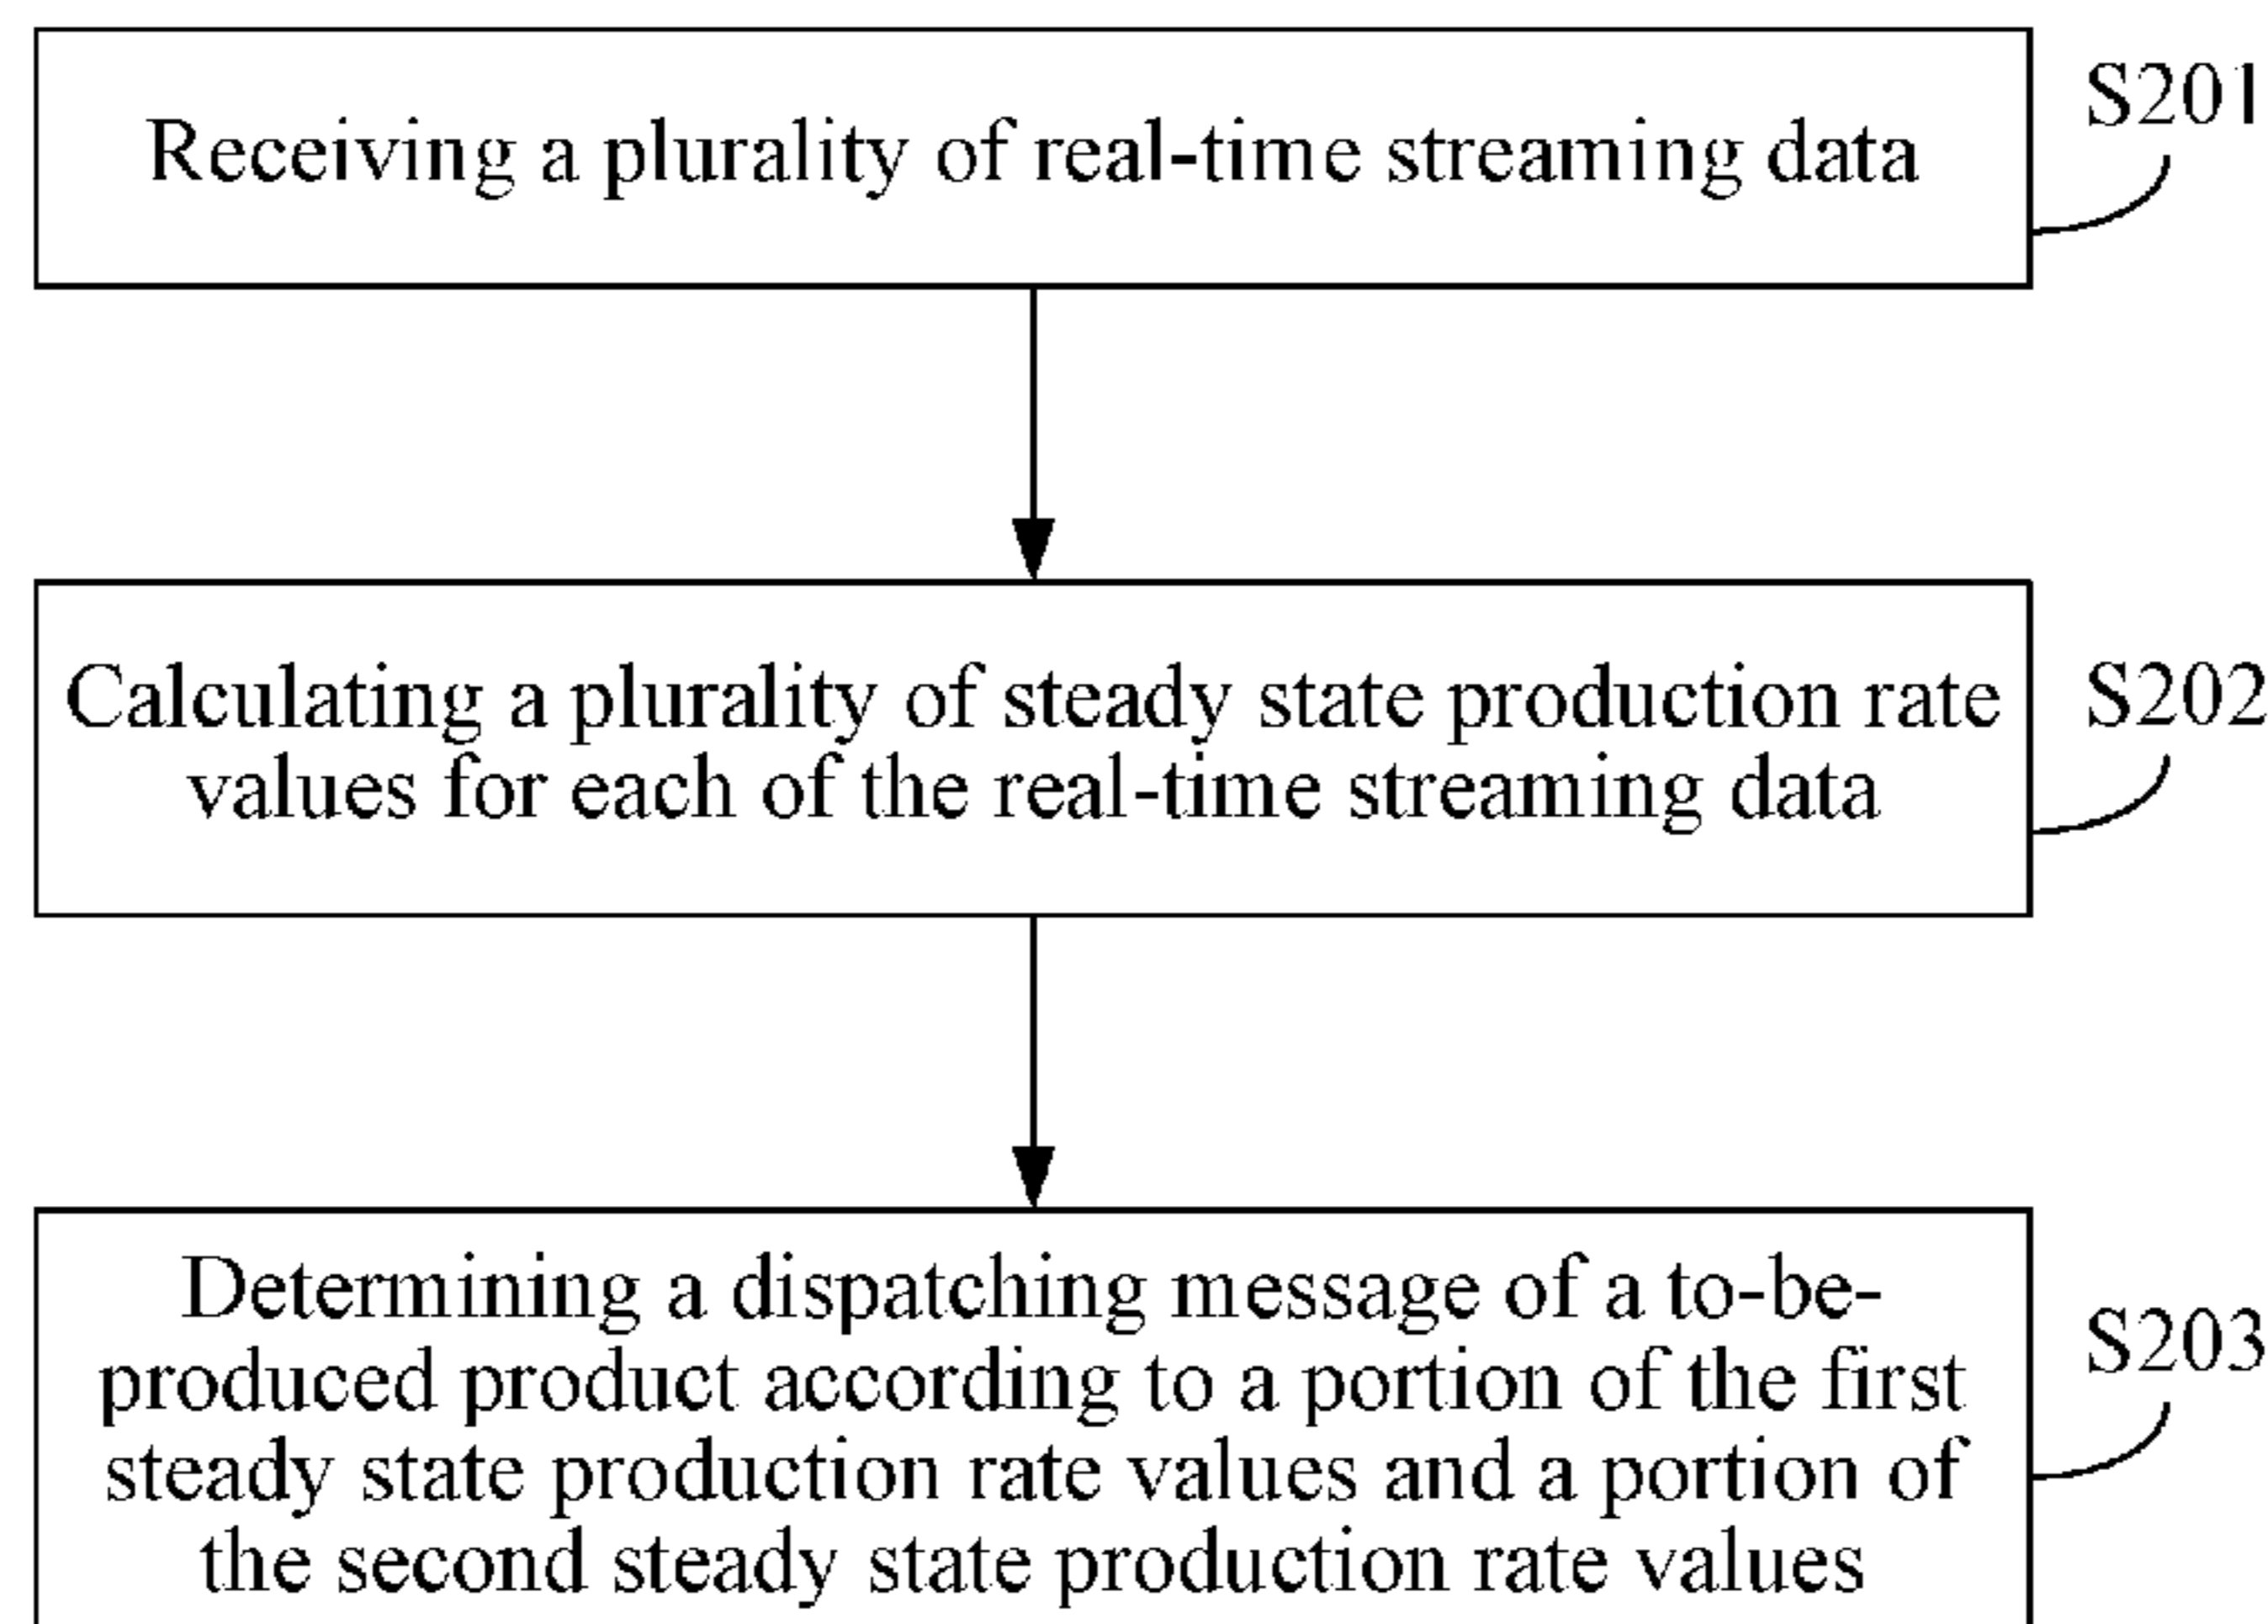 Receiving a plurality of real-time streaming data
S201
Calculating a plurality of steady state production rate
values for each of the real-time streaming data
S202
Determining a dispatching message of a to-be-
produced product according to a portion of the first
steady state production rate values and a portion of
the second steady state production rate values
S203